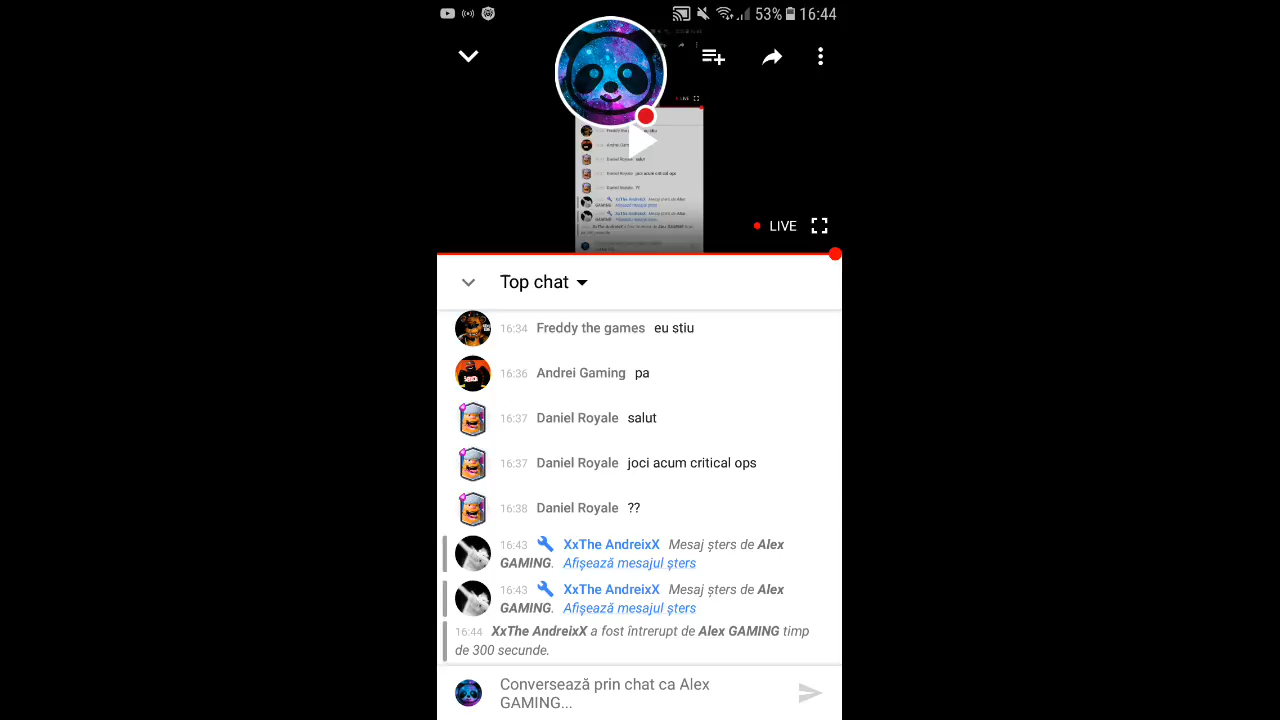 53% 16:44
LIVE
Top chat
16:34 Freddy the games eu stiu
16:36 Andrei Gaming pa
16:37 Daniel Royale salut
16:37 Daniel Royale joci acum critical ops
16:38 Daniel Royale ??
16:43 XxThe AndreixX Mesaj șters de Alex
GAMING. Afișează mesajul șters
16:43 XxThe AndreixX Mesaj șters de Alex
GAMING. Afișează mesajul șters
16:44 XxThe AndreixX a fost întrerupt de Alex GAMING timp
de 300 secunde.
Conversează prin chat ca Alex
GAMING...